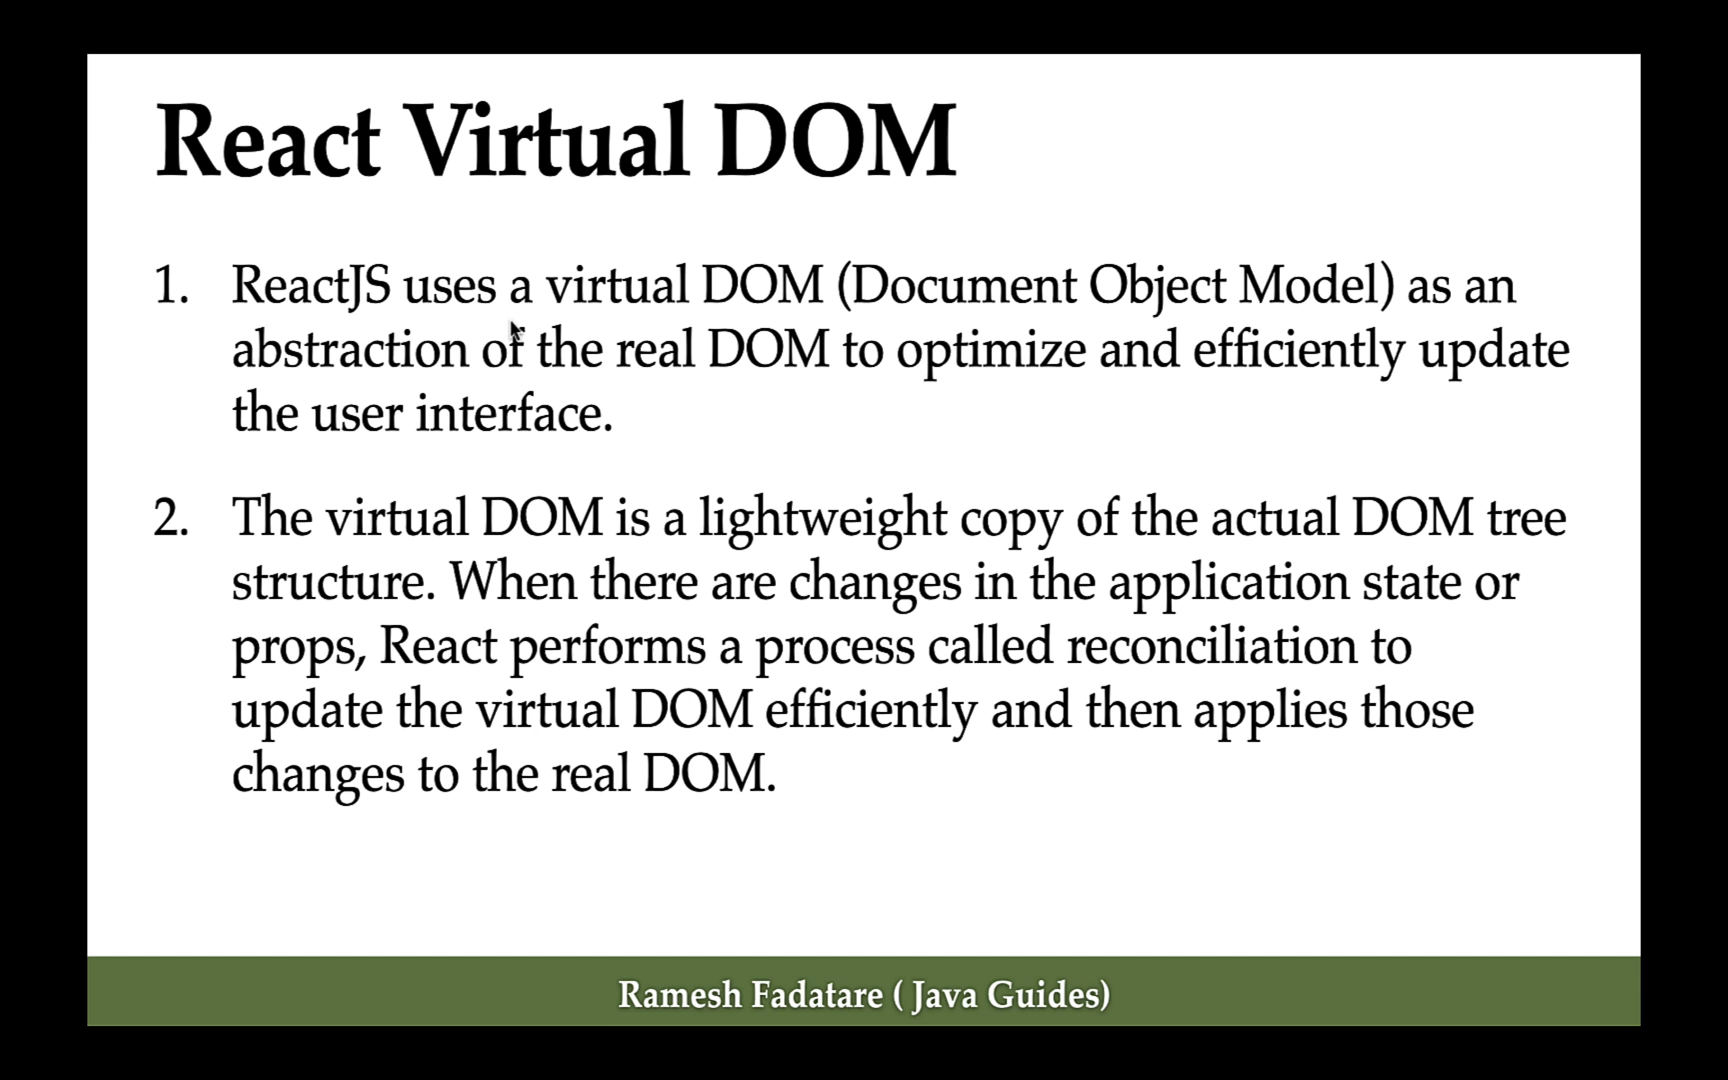 React Virtual DOM
1. ReactJS uses a virtual DOM (Document Object Model) as an
abstraction of the real DOM to optimize and efficiently update
the user interface.
2. The virtual DOM is a lightweight copy of the actual DOM tree
structure. When there are changes in the application state or
props, React performs a process called reconciliation to
update the virtual DOM efficiently and then applies those
changes to the real DOM.
Ramesh Fadatare ( Java Guides)